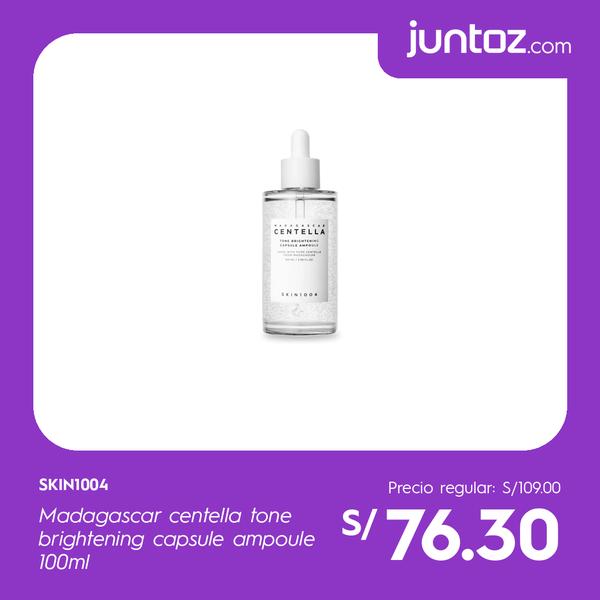 juntoz.com
MADAGASCAR
CENTELLA
TONE BRIGHTENING
CAPSULE AMPOULE
SKIN1004
SKIN1004
Precio regular: S/109.00
Madagascar centella tone
brightening capsule ampoule
100ml
S/76.30